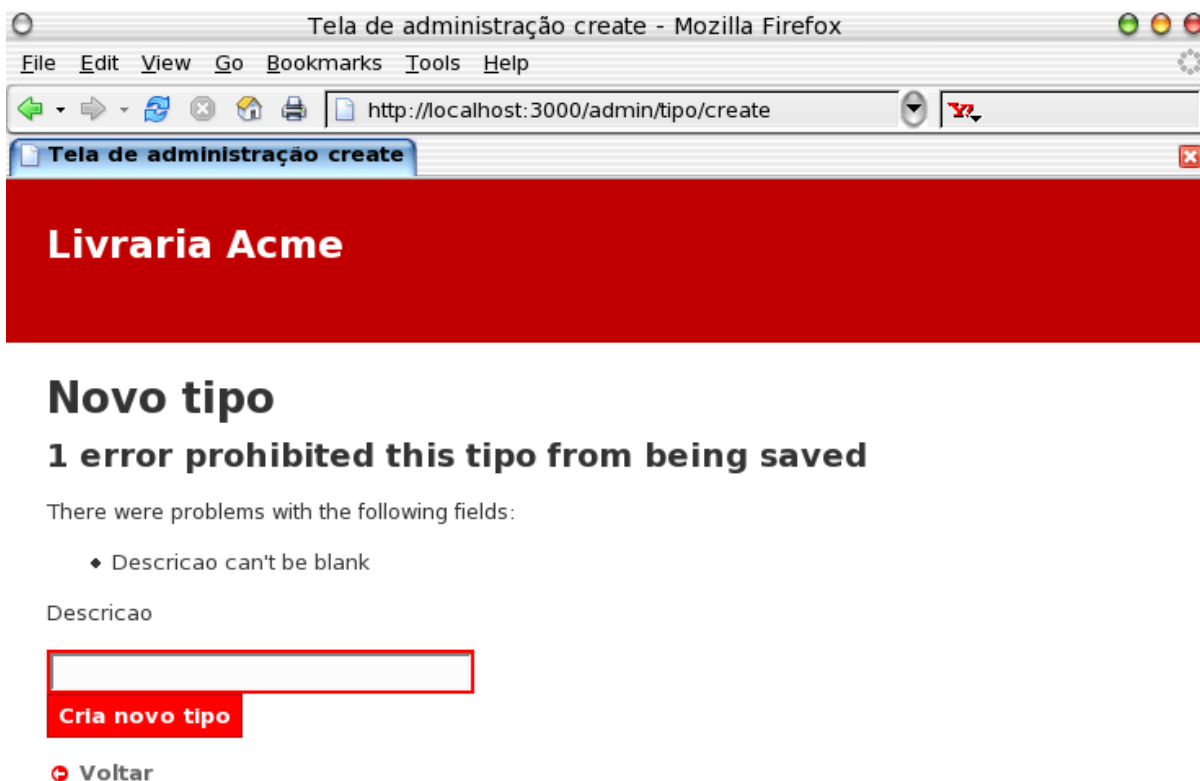 Tela de administração create - Mozilla Firefox
File Edit View Go Bookmarks Tools Help
http://localhost:3000/admin/tipo/create
Y!
Tela de administração create
Livraria Acme
Novo tipo
1 error prohibited this tipo from being saved
There were problems with the following fields:
Descricao can't be blank
Descricao
Cria novo tipo
Voltar